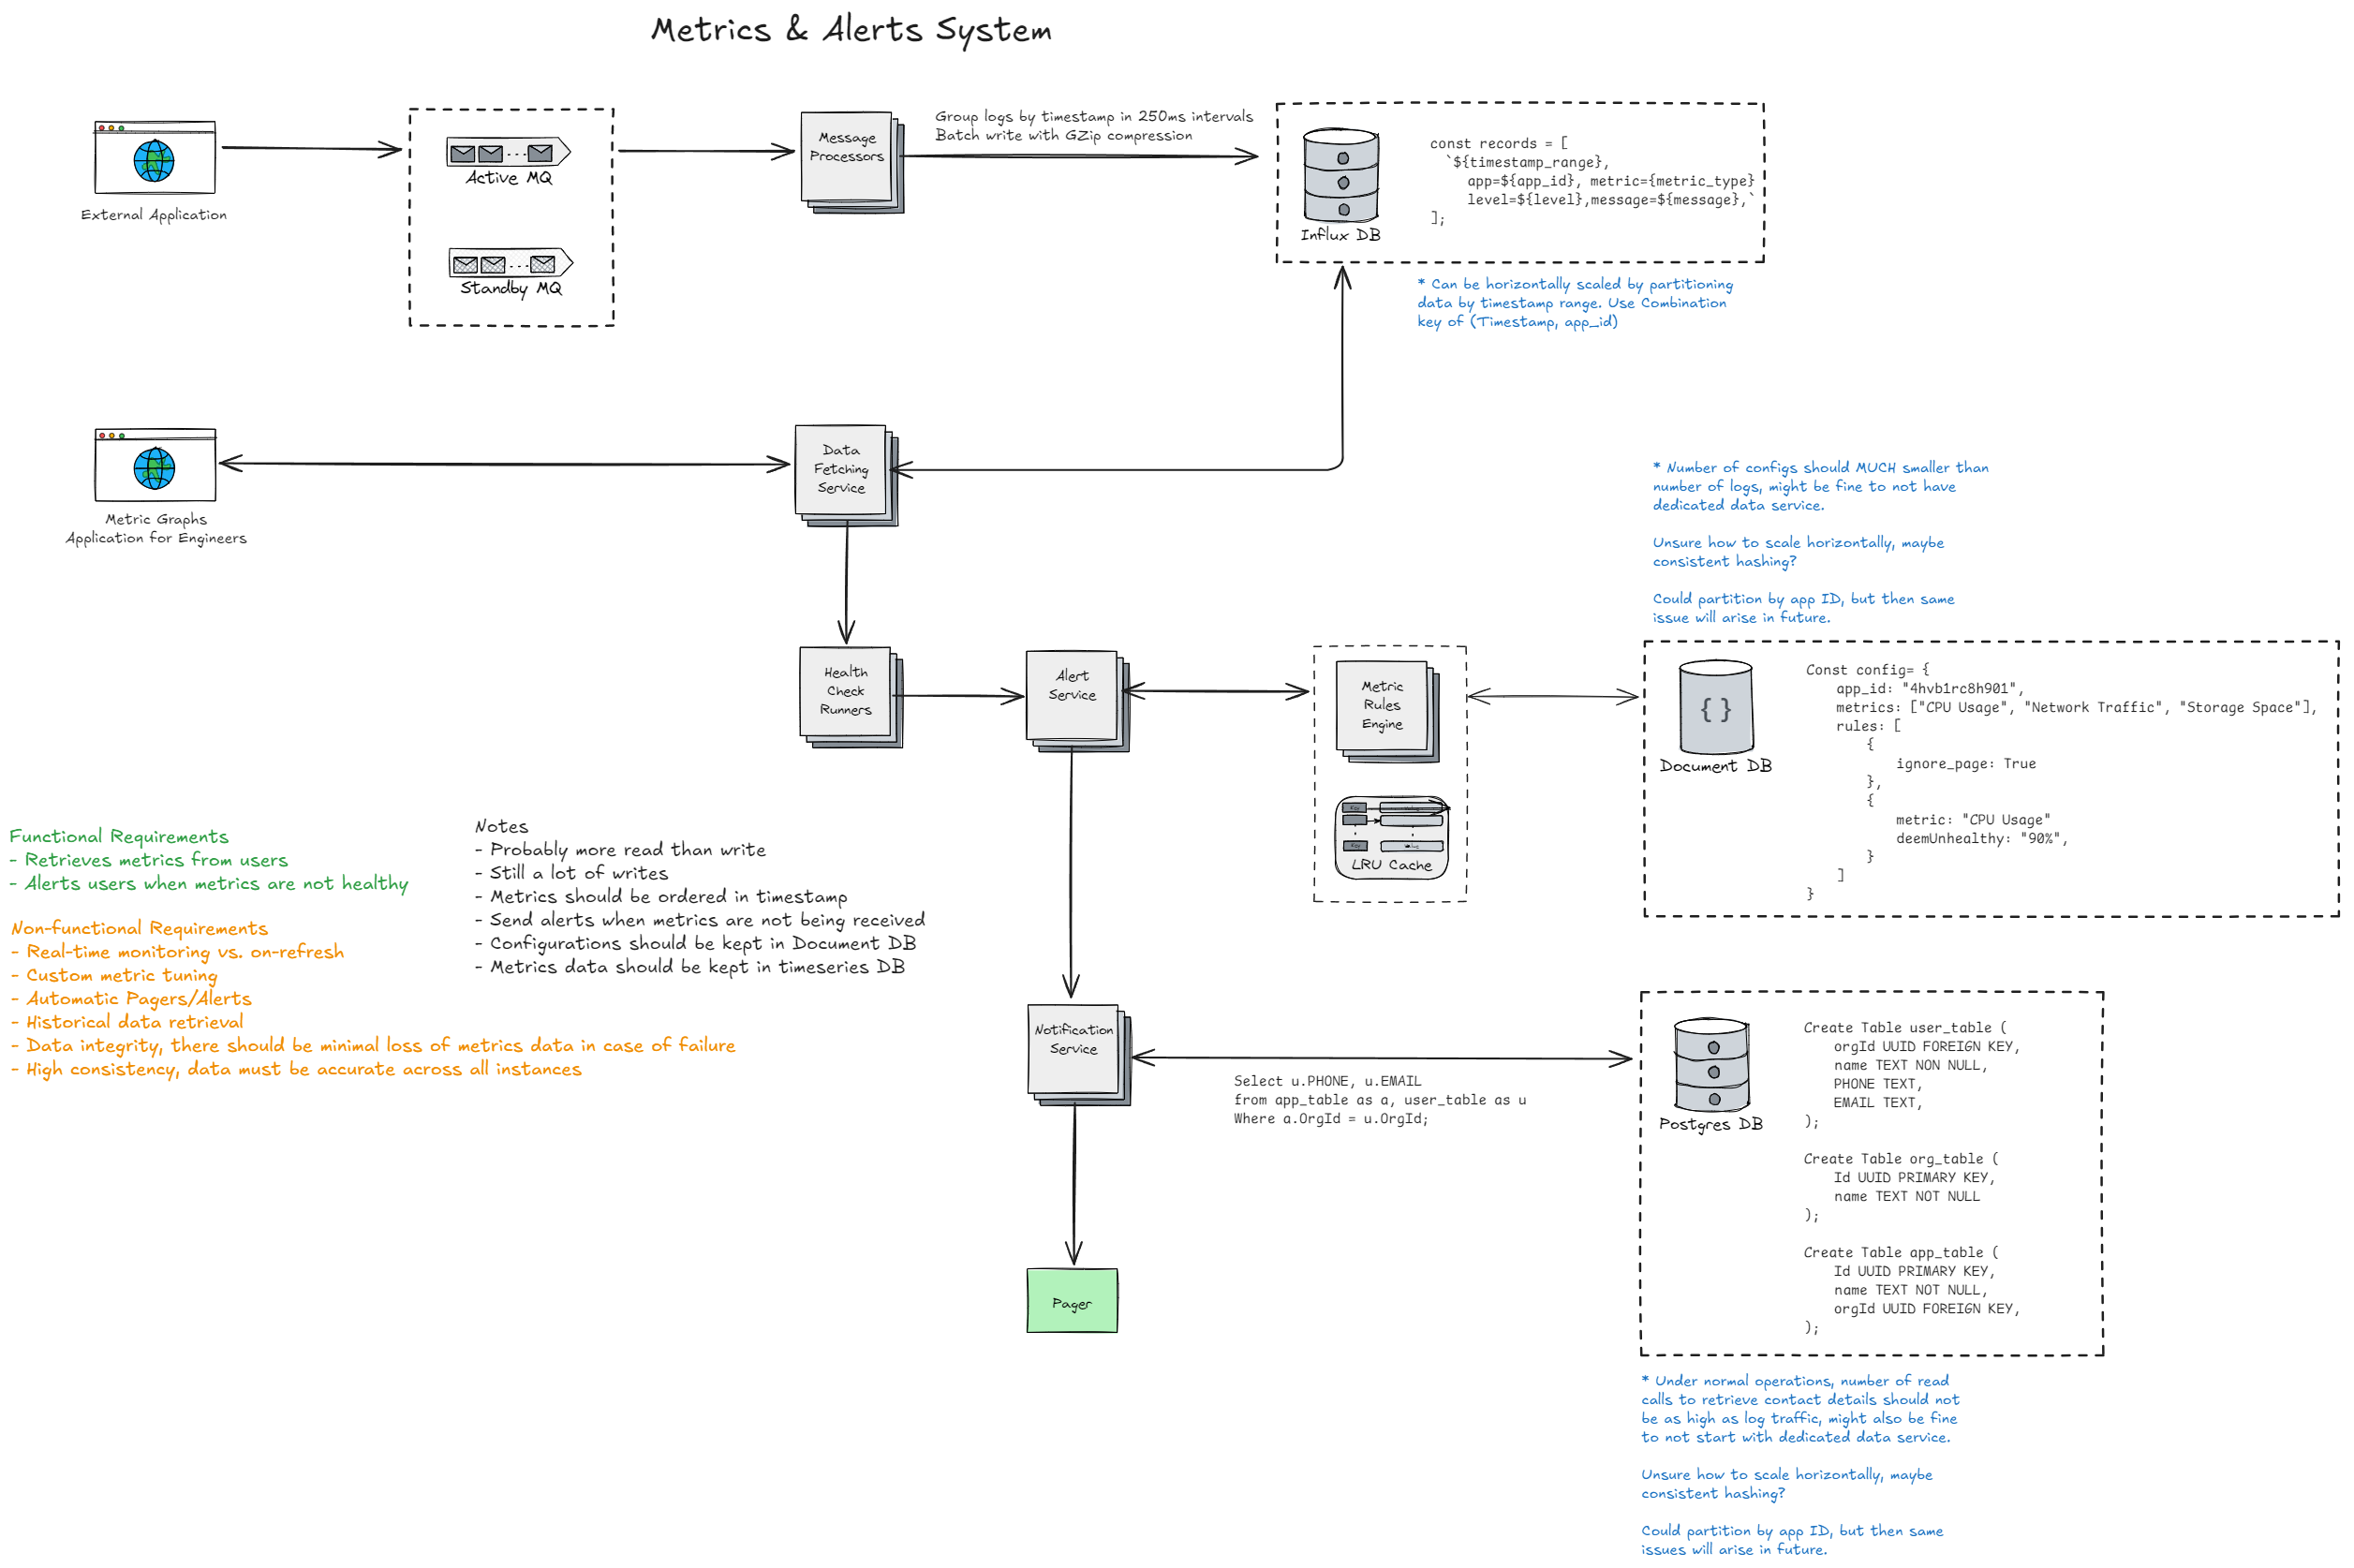 Metrics & Alerts System
External Application
Active MQ
Standby MQ
Message
Processors
Group logs by timestamp in 250ms intervals
Batch write with GZip compression
Influx DB
const records = [
`${timestamp_range},
app=${app_id}, metric={metric_type}
level=${level},message=${message},`
];
* Can be horizontally scaled by partitioning
data by timestamp range. Use Combination
key of (Timestamp, app_id)
Metric Graphs
Application for Engineers
Data
Fetching
Service
* Number of configs should MUCH smaller than
number of logs, might be fine to not have
dedicated data service.
Unsure how to scale horizontally, maybe
consistent hashing?
Could partition by app ID, but then same
issue will arise in future.
Health
Check
Runners
Alert
Service
Metric
Rules
Engine
LRU Cache
{ }
Document DB
Const config= {
app_id: "4hvb1rc8h901",
metrics: ["CPU Usage", "Network Traffic", "Storage Space"],
rules: [
{
ignore_page: True
},
{
metric: "CPU Usage"
deemUnhealthy: "90%",
}
]
}
Functional Requirements
- Retrieves metrics from users
- Alerts users when metrics are not healthy
Non-functional Requirements
- Real-time monitoring vs. on-refresh
- Custom metric tuning
- Automatic Pagers/Alerts
- Historical data retrieval
- Data integrity, there should be minimal loss of metrics data in case of failure
- High consistency, data must be accurate across all instances
Notes
- Probably more read than write
- Still a lot of writes
- Metrics should be ordered in timestamp
- Send alerts when metrics are not being received
- Configurations should be kept in Document DB
- Metrics data should be kept in timeseries DB
Notification
Service
Select u.PHONE, u.EMAIL
from app_table as a, user_table as u
Where a.OrgId = u.OrgId;
Pager
Postgres DB
Create Table user_table (
orgId UUID FOREIGN KEY,
name TEXT NON NULL,
PHONE TEXT,
EMAIL TEXT,
);
Create Table org_table (
Id UUID PRIMARY KEY,
name TEXT NOT NULL
);
Create Table app_table (
Id UUID PRIMARY KEY,
name TEXT NOT NULL,
orgId UUID FOREIGN KEY,
);
* Under normal operations, number of read
calls to retrieve contact details should not
be as high as log traffic, might also be fine
to not start with dedicated data service.
Unsure how to scale horizontally, maybe
consistent hashing?
Could partition by app ID, but then same
issues will arise in future.